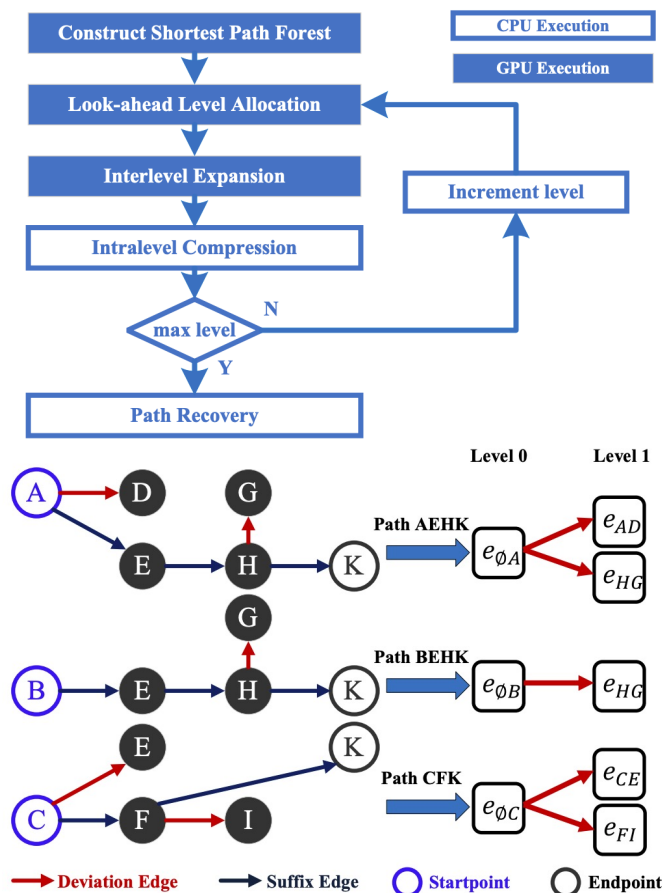 Construct Shortest Path Forest
CPU Execution
GPU Execution
Look-ahead Level Allocation
Interlevel Expansion
Increment level
Intralevel Compression
N
max level
Y
Path Recovery
Level 0
Level 1
A
D
G
Path AEHK
e∅A
eAD
E
H
K
eHG
G
B
E
H
K
Path BEHK
e∅B
eHG
E
K
C
F
I
Path CFK
e∅C
eCE
eFI
Deviation Edge
Suffix Edge
Startpoint
Endpoint